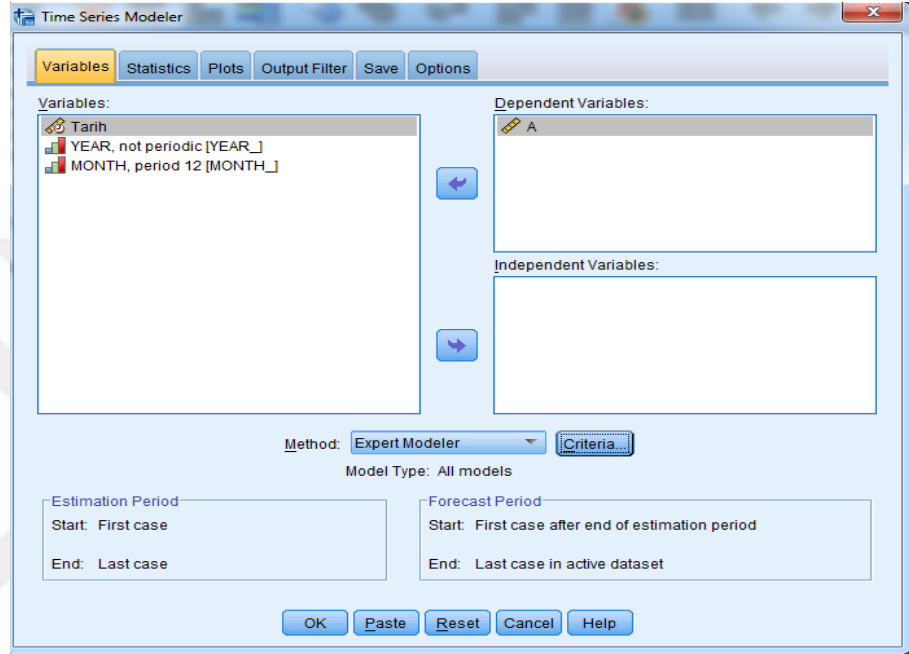 Time Series Modeler
Variables Statistics Plots Output Filter Save Options
Variables:
Tarih
YEAR, not periodic [YEAR_]
MONTH, period 12 [MONTH_]
Dependent Variables:
A
Independent Variables:
Method: Expert Modeler Criteria...
Model Type: All models
Estimation Period
Start: First case
End: Last case
Forecast Period
Start: First case after end of estimation period
End: Last case in active dataset
OK Paste Reset Cancel Help